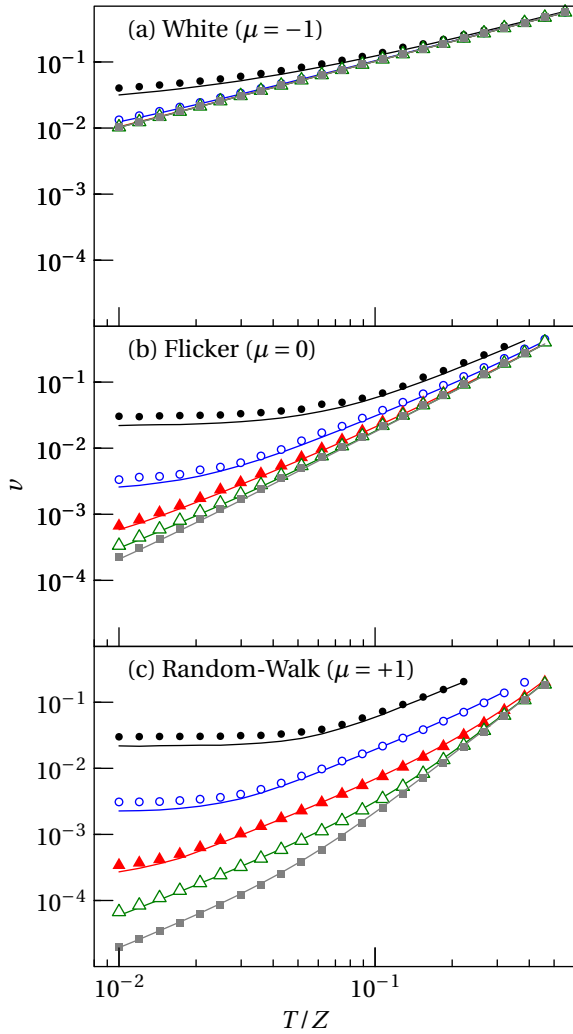 (a) White (μ = −1)
10⁻¹
10⁻²
10⁻³
10⁻⁴
(b) Flicker (μ = 0)
10⁻¹
10⁻²
10⁻³
10⁻⁴
ν
(c) Random-Walk (μ = +1)
10⁻¹
10⁻²
10⁻³
10⁻⁴
10⁻² 10⁻¹
T/Z